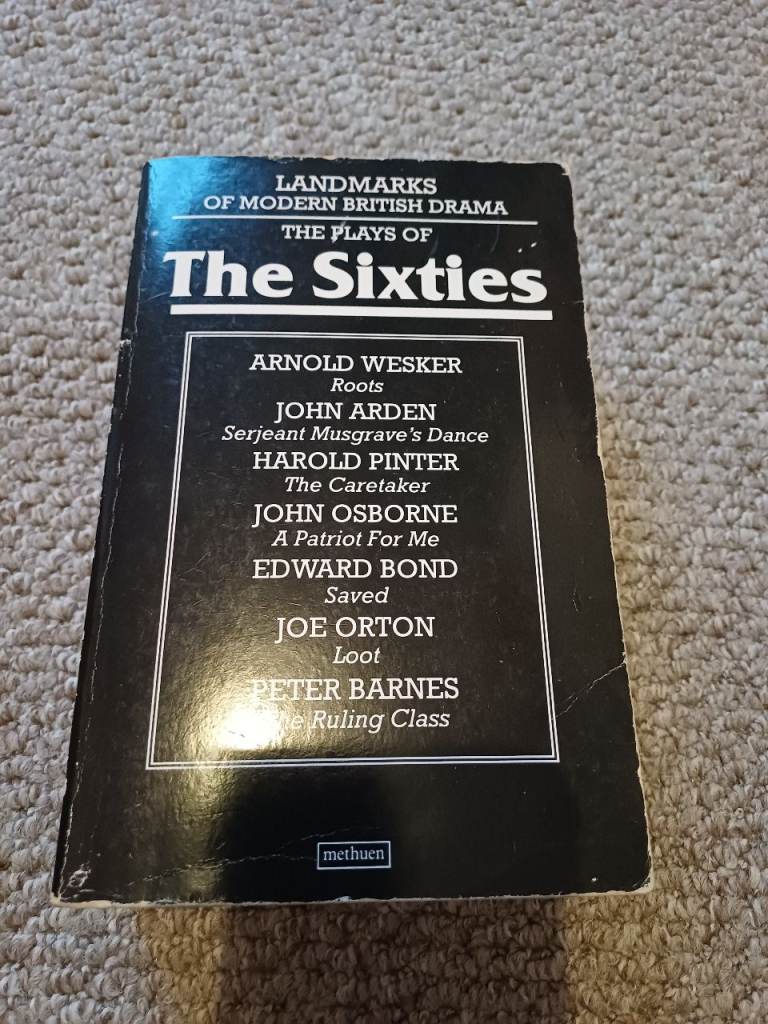 LANDMARKS
OF MODERN BRITISH DRAMA
THE PLAYS OF
The Sixties
ARNOLD WESKER
Roots
JOHN ARDEN
Serjeant Musgrave's Dance
HAROLD PINTER
The Caretaker
JOHN OSBORNE
A Patriot For Me
EDWARD BOND
Saved
JOE ORTON
Loot
PETER BARNES
The Ruling Class
methuen